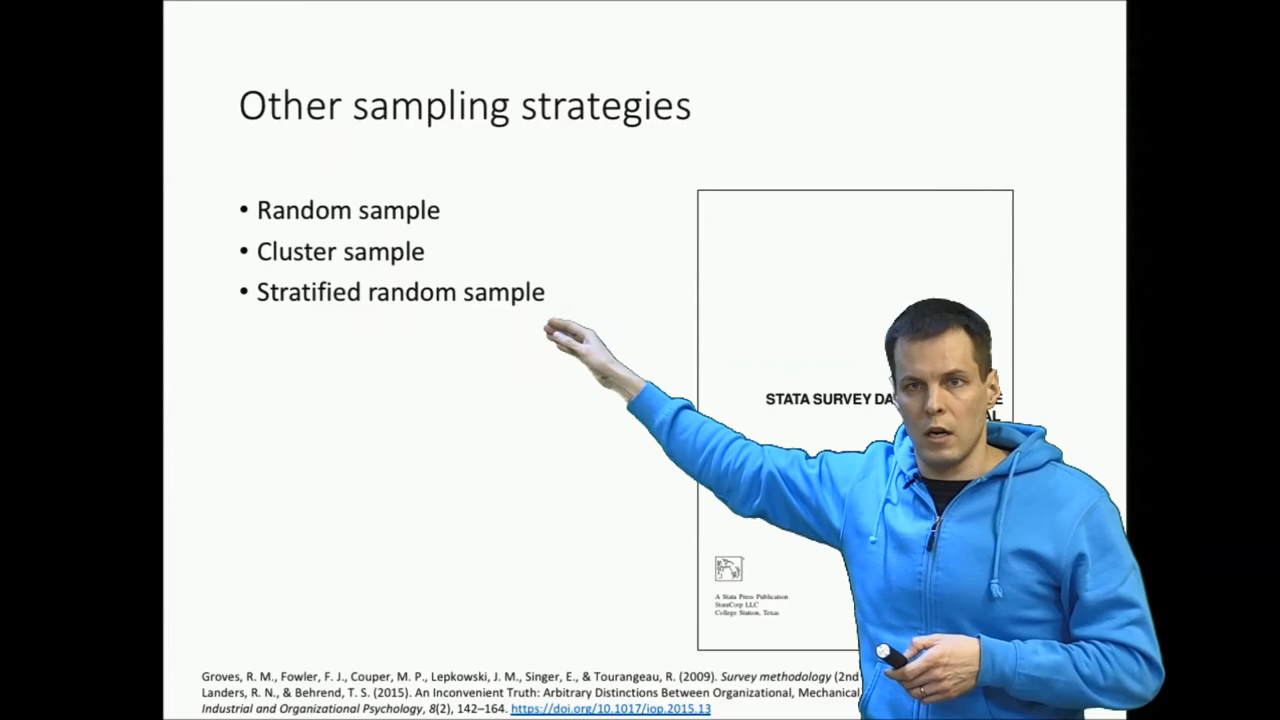 Other sampling strategies
• Random sample
• Cluster sample
• Stratified random sample
STATA SURVEY
A Stata Press Publication
StataCorp LLC
College Station, Texas
Groves, R. M., Fowler, F. J., Couper, M. P., Lepkowski, J. M., Singer, E., & Tourangeau, R. (2009). Survey methodology (2nd
Landers, R. N., & Behrend, T. S. (2015). An Inconvenient Truth: Arbitrary Distinctions Between Organizational, Mechanical
Industrial and Organizational Psychology, 8(2), 142–164. https://doi.org/10.1017/iop.2015.13